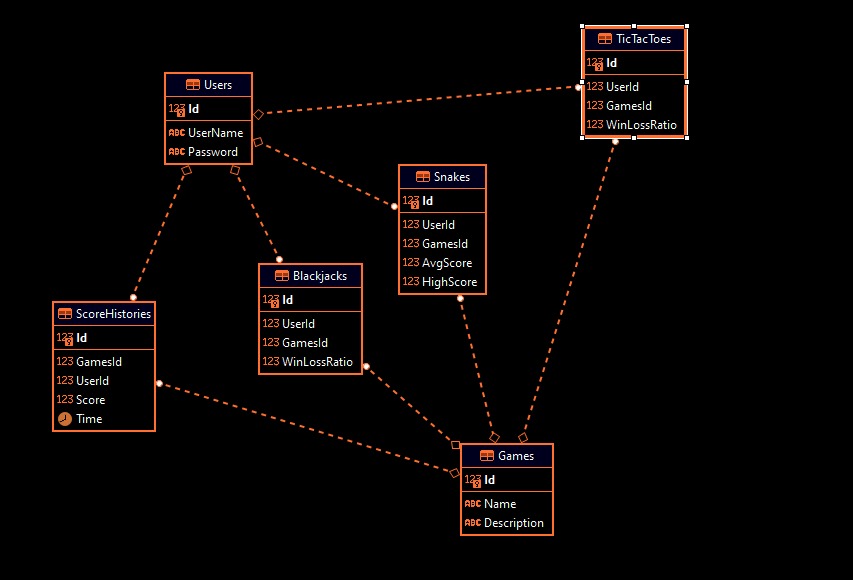 TicTacToes
123 Id
123 UserId
123 GamesId
123 WinLossRatio
Users
123 Id
ABC UserName
ABC Password
Snakes
123 Id
123 UserId
123 GamesId
123 AvgScore
123 HighScore
Blackjacks
123 Id
123 UserId
123 GamesId
123 WinLossRatio
ScoreHistories
123 Id
123 GamesId
123 UserId
123 Score
Time
Games
123 Id
ABC Name
ABC Description